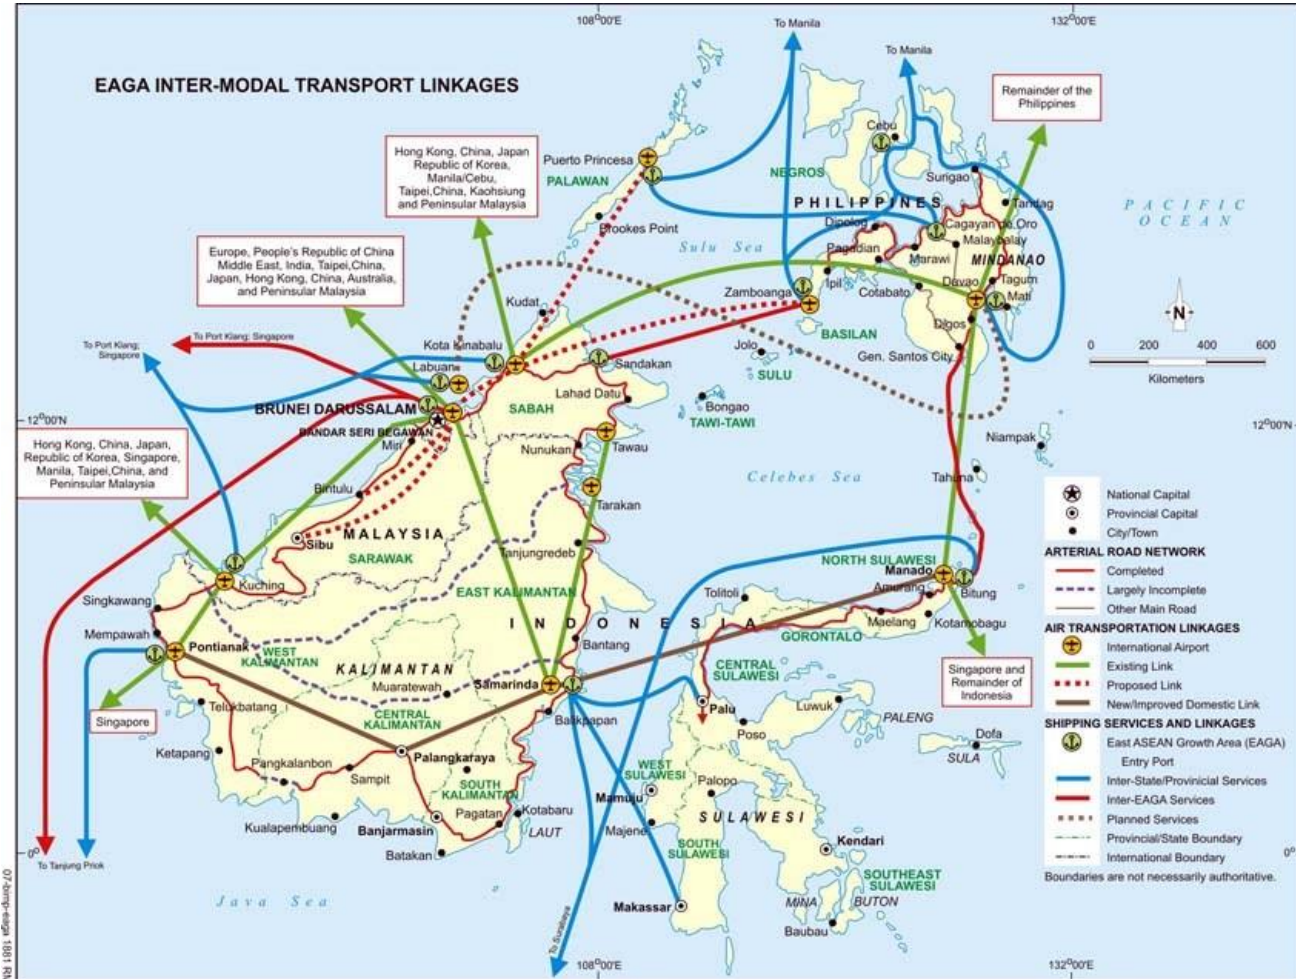 108°00'E
132°00'E
To Manila
To Manila
EAGA INTER-MODAL TRANSPORT LINKAGES
Remainder of the
Philippines
Hong Kong, China, Japan
Republic of Korea,
Manila/Cebu,
Taipei,China, Kaohsiung
and Peninsular Malaysia
Cebu
Puerto Princesa
PALAWAN
NEGROS
Surigao
PHILIPPINES
Tandag
PACIFIC
OCEAN
Brookes Point
Sulu Sea
Dipolog
Cagayan de Oro
Malaybalay
Pagadian
Marawi
MINDANAO
Europe, People's Republic of China
Middle East, India, Taipei,China,
Japan, Hong Kong, China, Australia,
and Peninsular Malaysia
Ipil
Cotabato
Davao
Tagum
Mati
Zamboanga
Kudat
N
Digos
BASILAN
To Port Klang; Singapore
To Port Klang;
Singapore
Kota Kinabalu
Jolo
Gen. Santos City
0 200 400 600
Kilometers
Labuan
Sandakan
SULU
Lahad Datu
BRUNEI DARUSSALAM
SABAH
Bongao
TAWI-TAWI
12°00'N
12°00'N
BANDAR SERI BEGAWAN
Miri
Nunukan
Tawau
Niampak
Hong Kong, China, Japan,
Republic of Korea, Singapore,
Manila, Taipei,China, and
Peninsular Malaysia
Celebes Sea
Tahuna
Bintulu
Tarakan
MALAYSIA
Sibu
SARAWAK
Tanjungredeb
NORTH SULAWESI
Manado
Kuching
EAST KALIMANTAN
Amurang
Bitung
Singkawang
Tolitoli
INDONESIA
Maelang
Kotamobagu
Mempawah
Bantang
GORONTALO
Pontianak
WEST
KALIMANTAN
KALIMANTAN
CENTRAL
SULAWESI
Singapore and
Remainder of
Indonesia
Muaratewah
Samarinda
Singapore
Telukbatang
CENTRAL
KALIMANTAN
Balikpapan
Palu
Luwuk
PALENG
Poso
Ketapang
Palangkaraya
Dofa
SULA
Pangkalanbon
Sampit
SOUTH
KALIMANTAN
WEST
SULAWESI
Palopo
Mamuju
Kualapembuang
Banjarmasin
Pagatan
Kotabaru
LAUT
Majene
SULAWESI
Batakan
SOUTH
SULAWESI
Kendari
To Tanjung Priok
0°
0°
SOUTHEAST
SULAWESI
Java Sea
Makassar
MINA
BUTON
Baubau
To Surabaya
108°00'E
132°00'E
National Capital
Provincial Capital
City/Town
ARTERIAL ROAD NETWORK
Completed
Largely Incomplete
Other Main Road
AIR TRANSPORTATION LINKAGES
International Airport
Existing Link
Proposed Link
New/Improved Domestic Link
SHIPPING SERVICES AND LINKAGES
East ASEAN Growth Area (EAGA)
Entry Port
Inter-State/Provinicial Services
Inter-EAGA Services
Planned Services
Provincial/State Boundary
International Boundary
Boundaries are not necessarily authoritative.
07-bimp-eaga 1881 RM